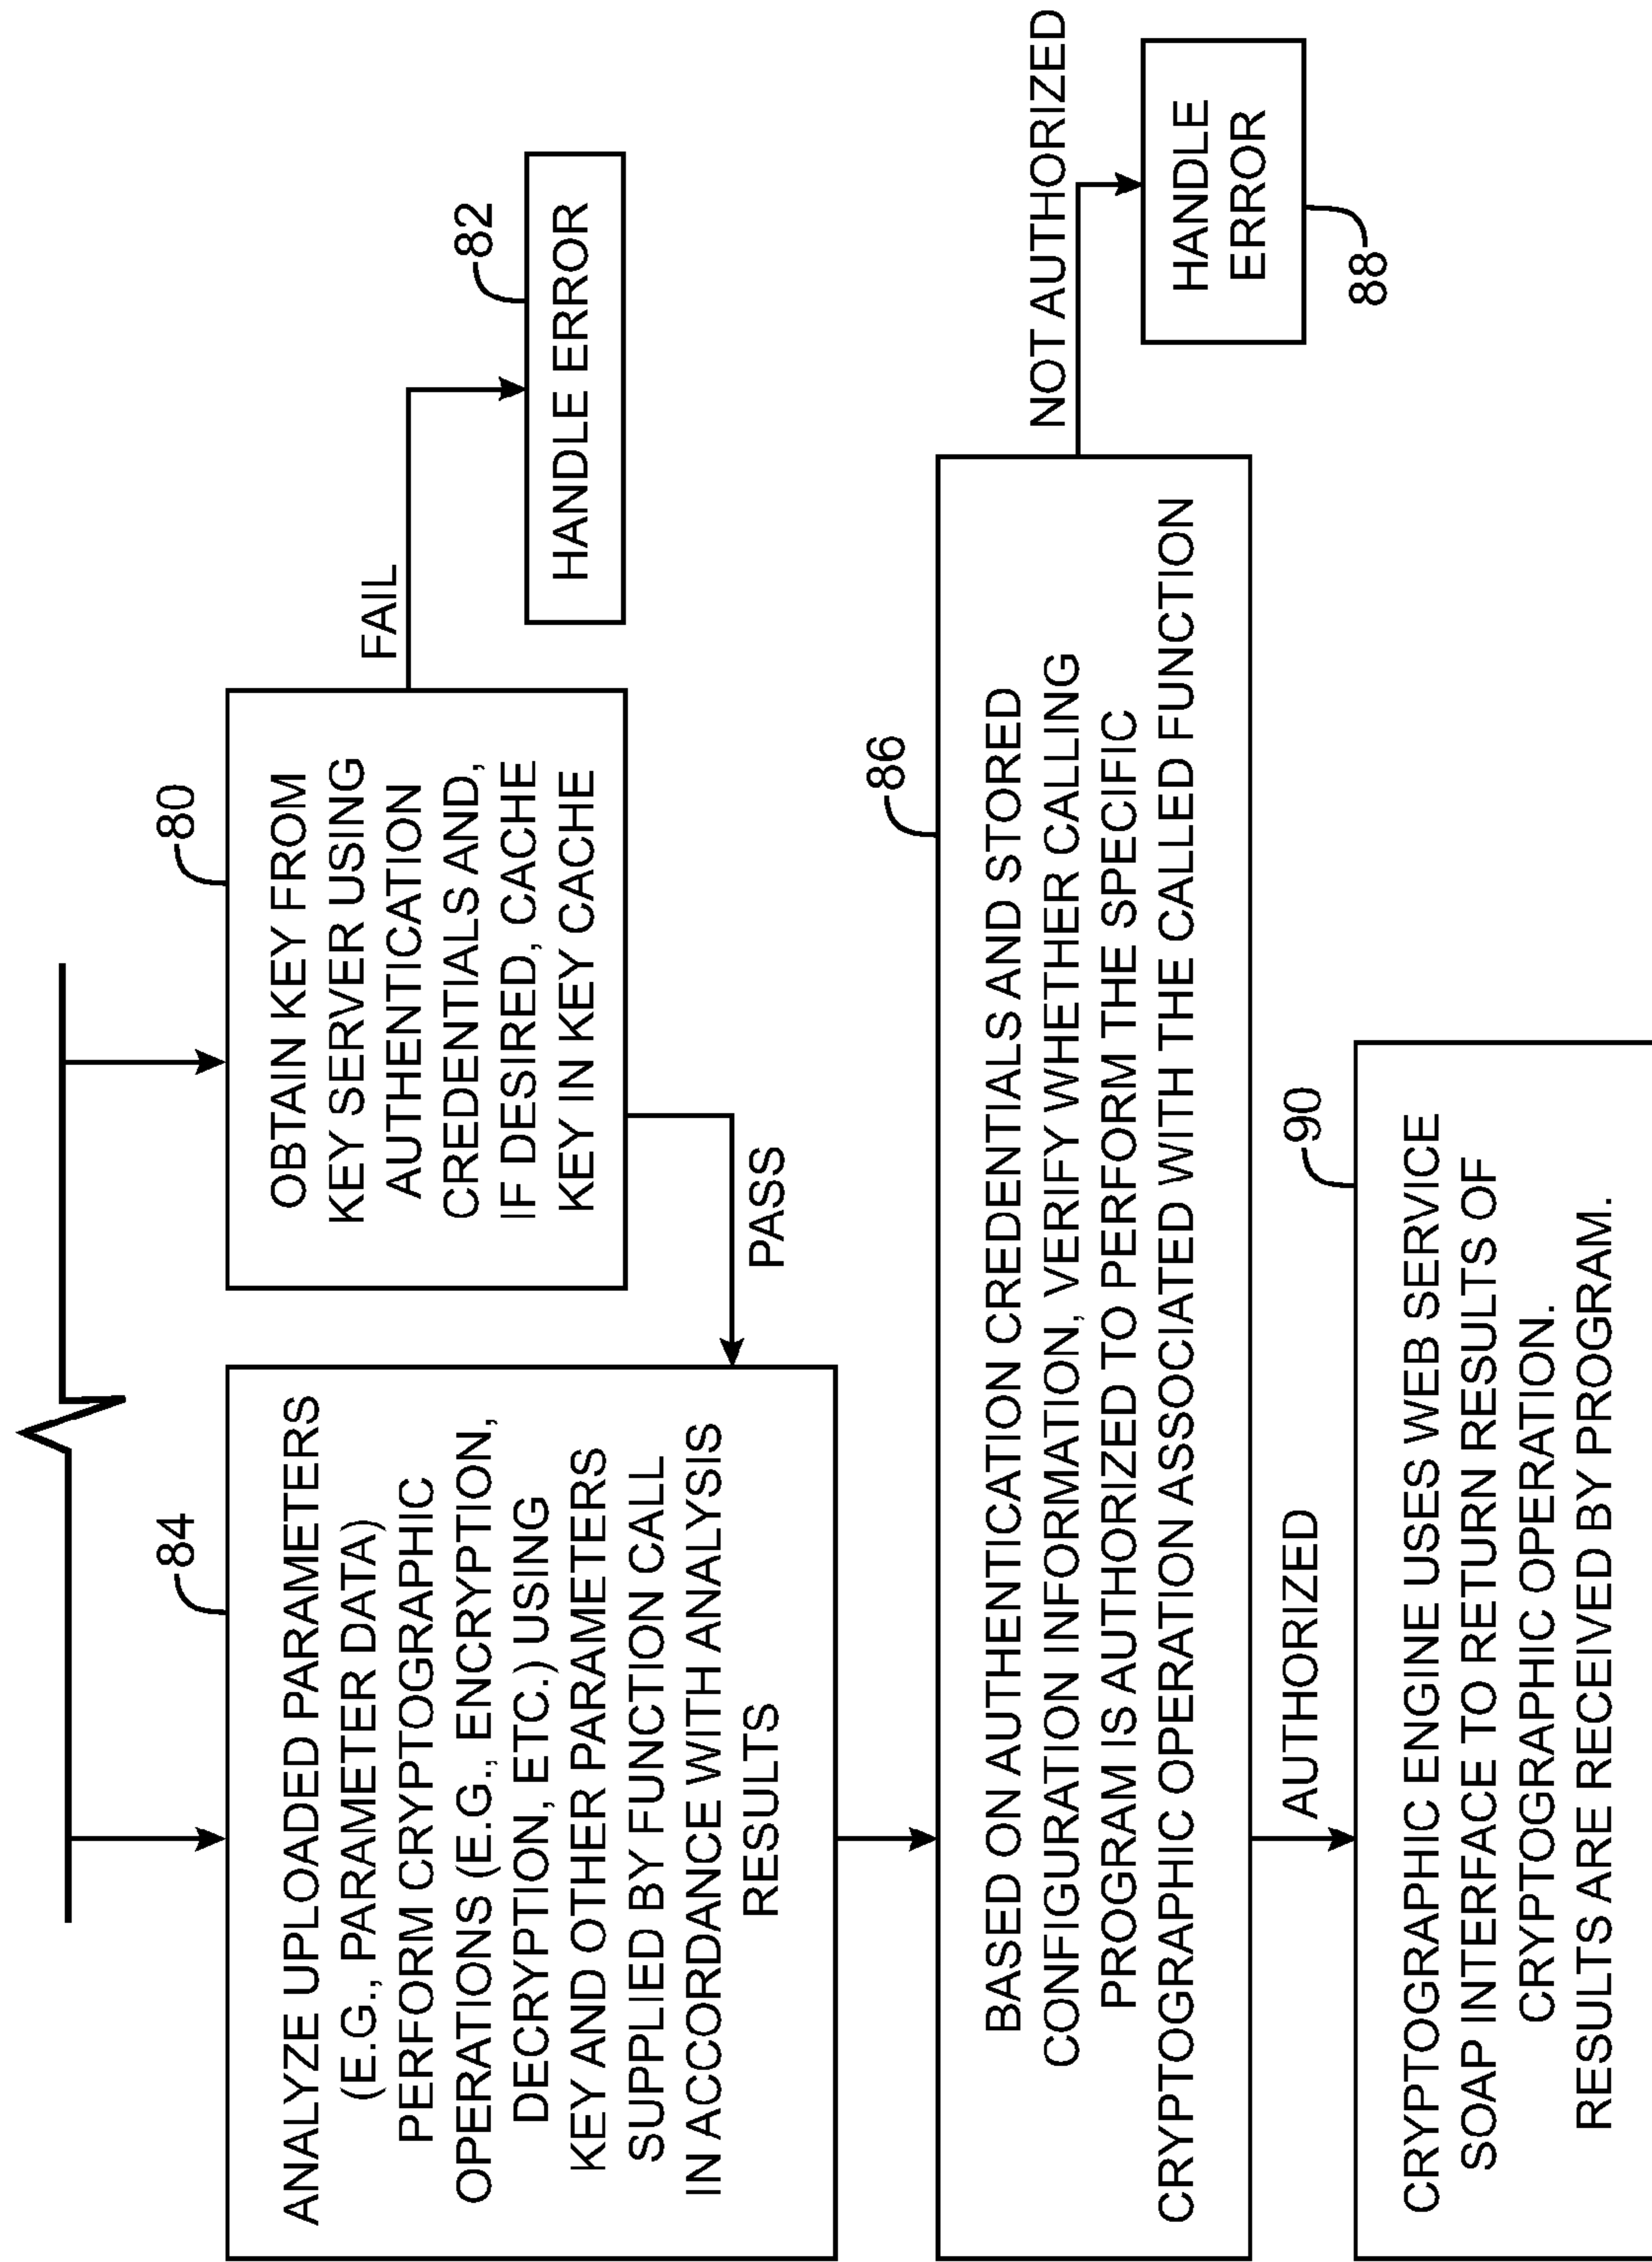 84
ANALYZE UPLOADED PARAMETERS
(E.G., PARAMETER DATA)
PERFORM CRYPTOGRAPHIC
OPERATIONS (E.G., ENCRYPTION,
DECRYPTION, ETC.) USING
KEY AND OTHER PARAMETERS
SUPPLIED BY FUNCTION CALL
IN ACCORDANCE WITH ANALYSIS
RESULTS
80
OBTAIN KEY FROM
KEY SERVER USING
AUTHENTICATION
CREDENTIALS AND,
IF DESIRED, CACHE
KEY IN KEY CACHE
FAIL
82
HANDLE ERROR
PASS
86
BASED ON AUTHENTICATION CREDENTIALS AND STORED
CONFIGURATION INFORMATION, VERIFY WHETHER CALLING
PROGRAM IS AUTHORIZED TO PERFORM THE SPECIFIC
CRYPTOGRAPHIC OPERATION ASSOCIATED WITH THE CALLED FUNCTION
NOT AUTHORIZED
HANDLE
ERROR
88
AUTHORIZED
90
CRYPTOGRAPHIC ENGINE USES WEB SERVICE
SOAP INTERFACE TO RETURN RESULTS OF
CRYPTOGRAPHIC OPERATION.
RESULTS ARE RECEIVED BY PROGRAM.